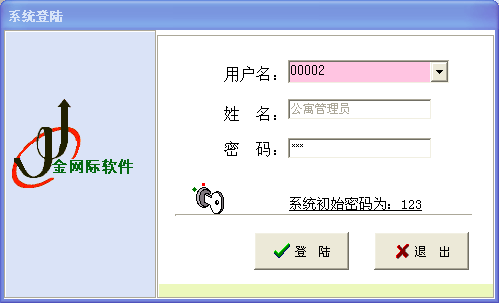 系统登陆
用户名：00002
姓 名：公寓管理员
密 码：***
金网际软件
系统初始密码为：123
登 陆
退 出